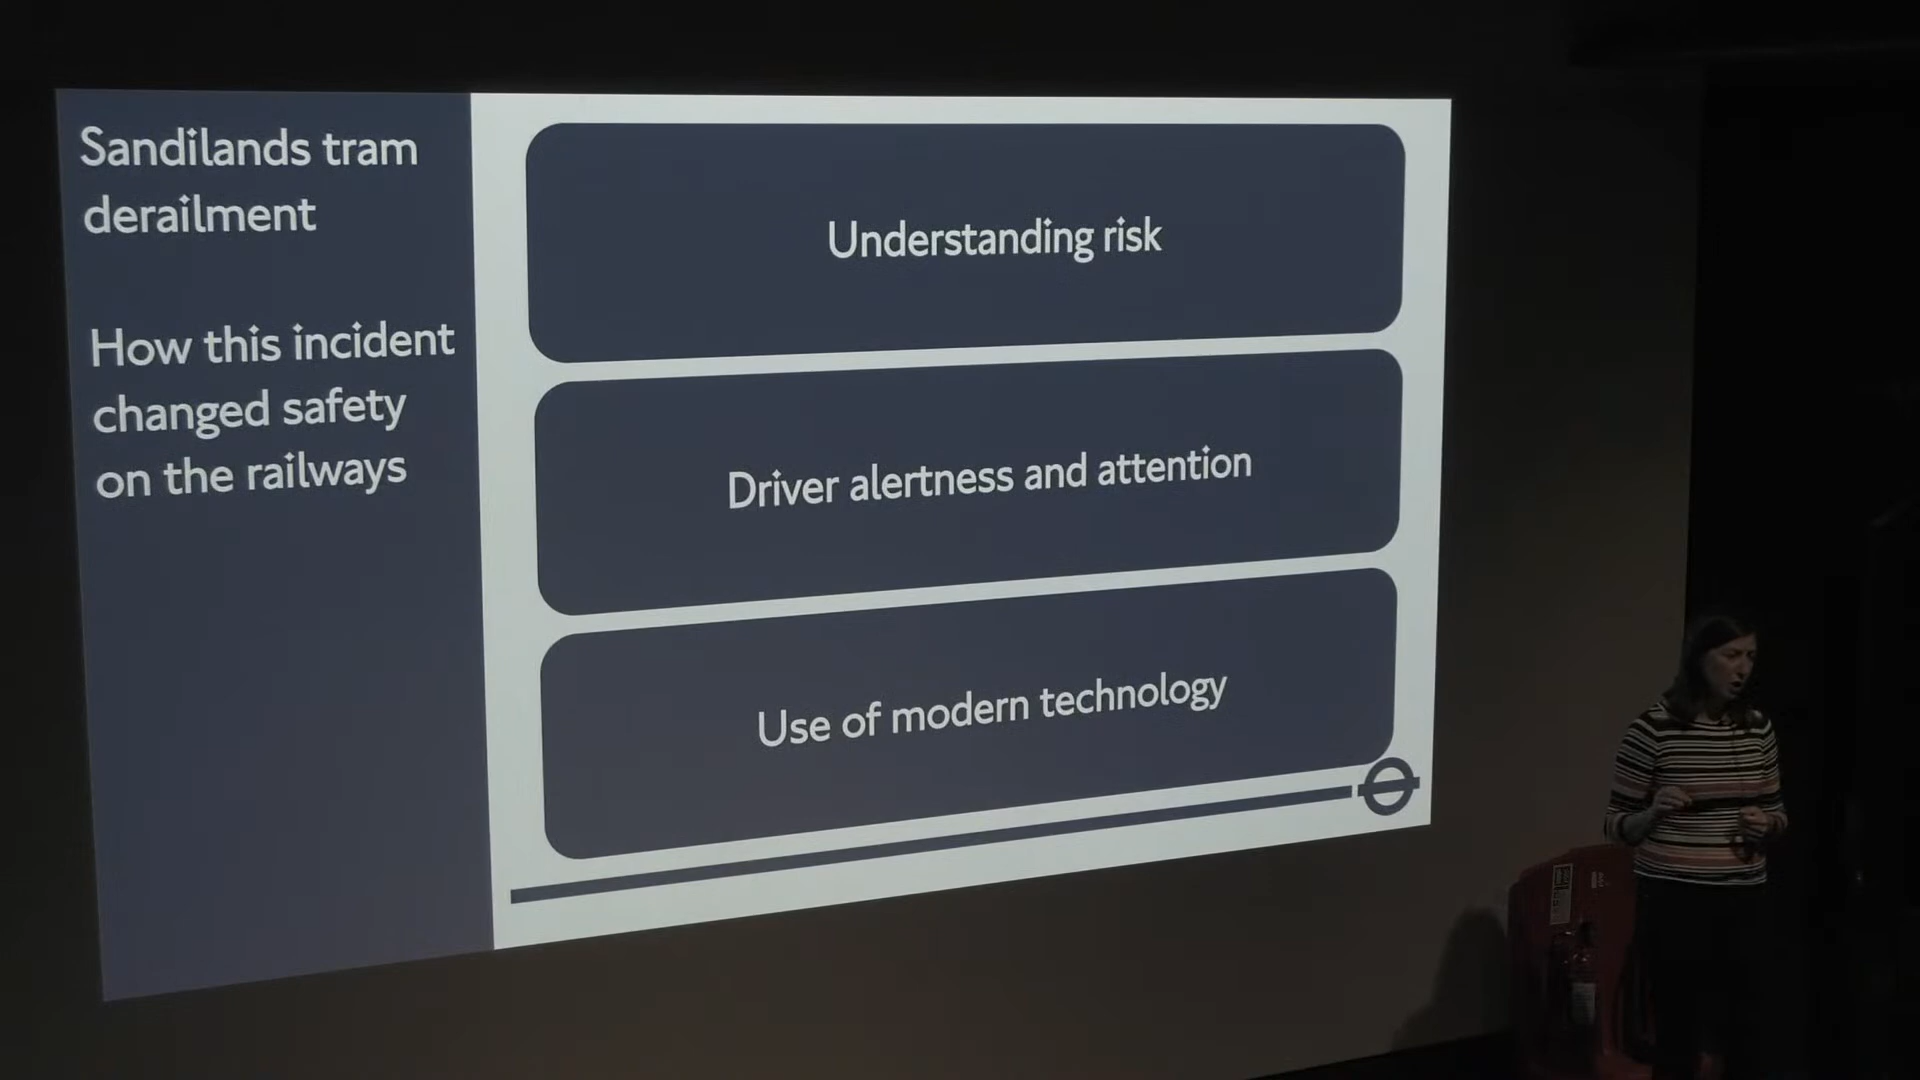 Sandilands tram
derailment
How this incident
changed safety
on the railways
Understanding risk
Driver alertness and attention
Use of modern technology